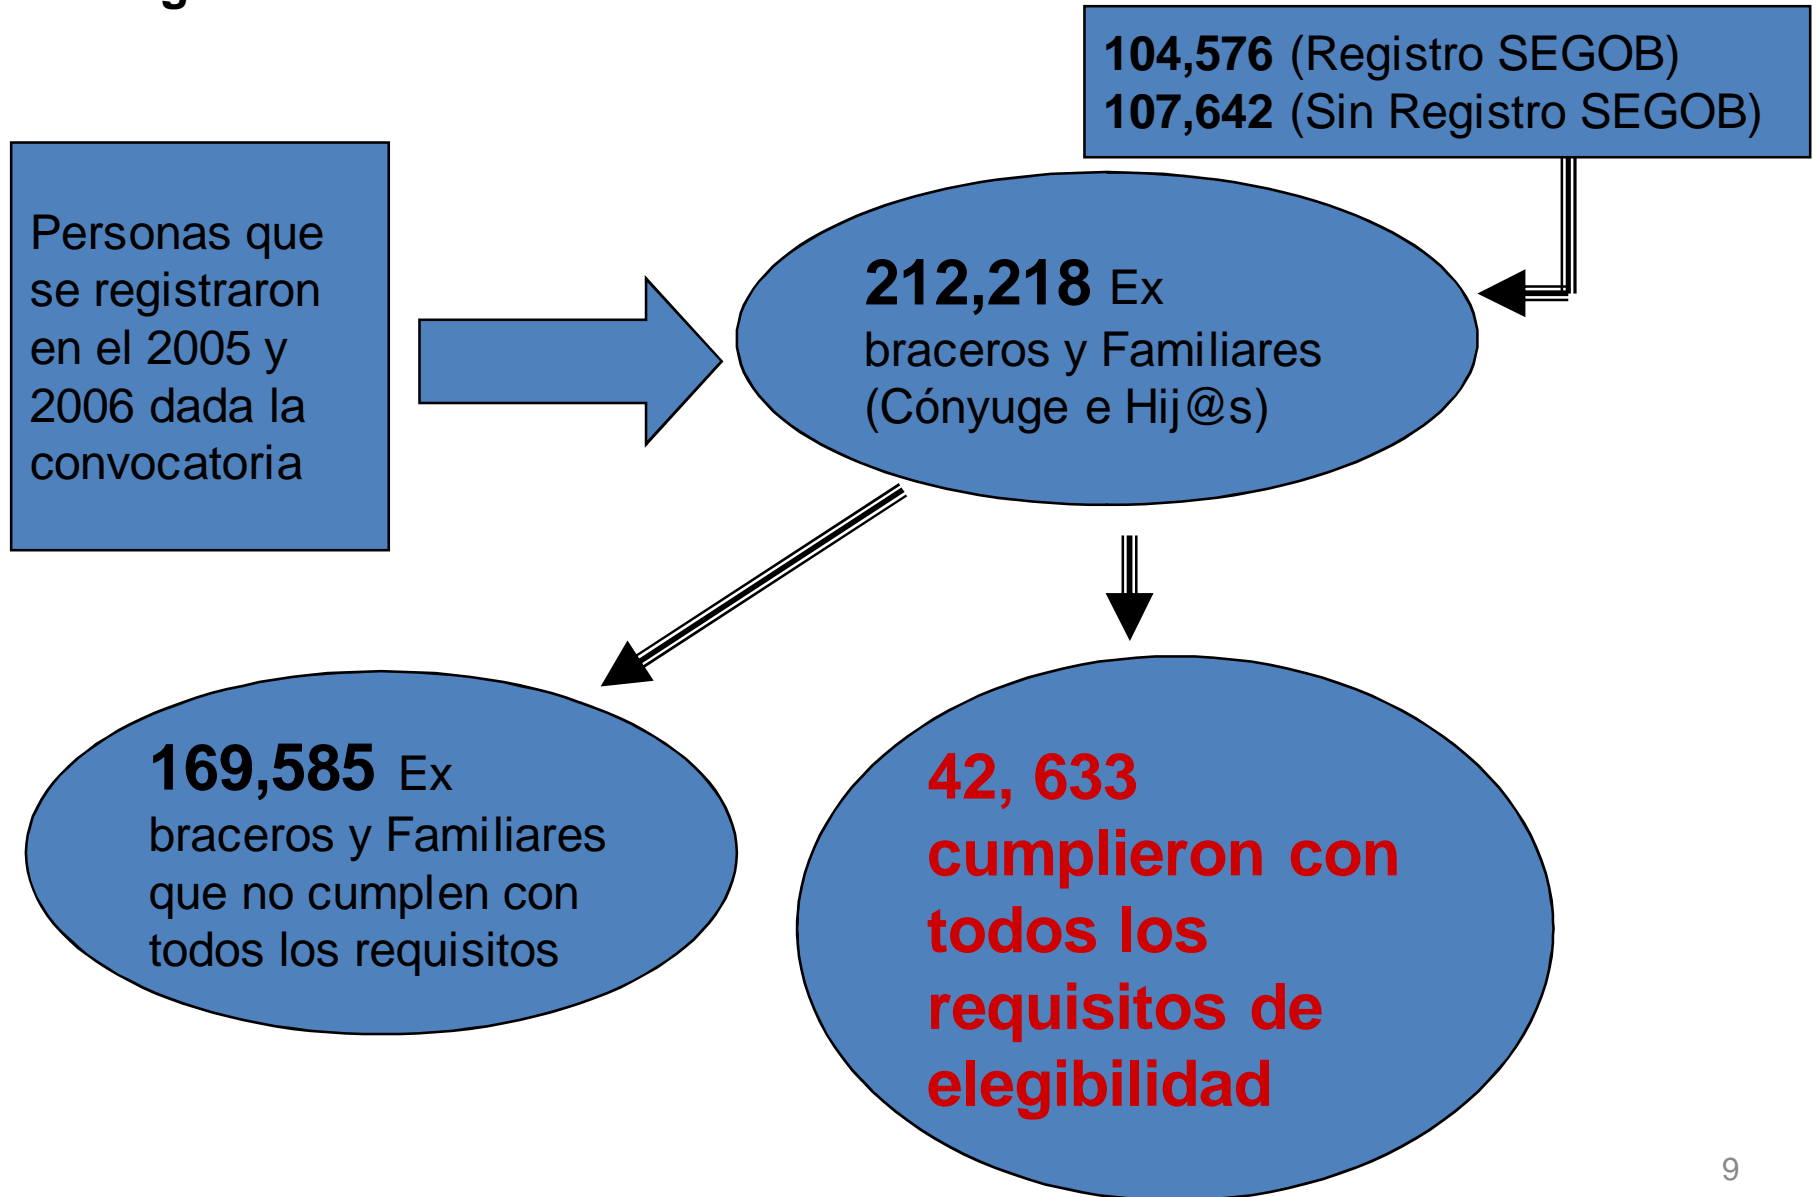 104,576 (Registro SEGOB)
107,642 (Sin Registro SEGOB)
Personas que
se registraron
en el 2005 y
2006 dada la
convocatoria
212,218 Ex
braceros y Familiares
(Cónyuge e Hij@s)
169,585 Ex
braceros y Familiares
que no cumplen con
todos los requisitos
42, 633
cumplieron con
todos los
requisitos de
elegibilidad
9